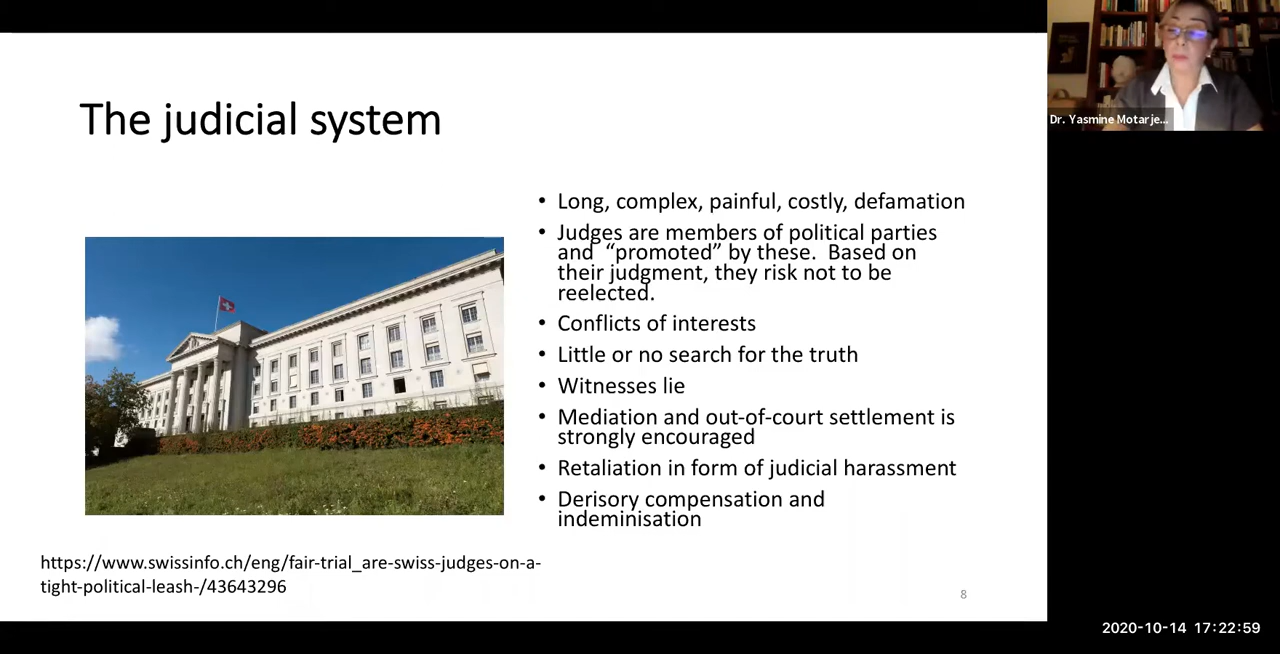 The judicial system
• Long, complex, painful, costly, defamation
• Judges are members of political parties
and “promoted” by these. Based on
their judgment, they risk not to be
reelected.
• Conflicts of interests
• Little or no search for the truth
• Witnesses lie
• Mediation and out-of-court settlement is
strongly encouraged
• Retaliation in form of judicial harassment
• Derisory compensation and
indeminisation
https://www.swissinfo.ch/eng/fair-trial_are-swiss-judges-on-a-
tight-political-leash-/43643296
8
Dr. Yasmine Motarje...
2020-10-14 17:22:59